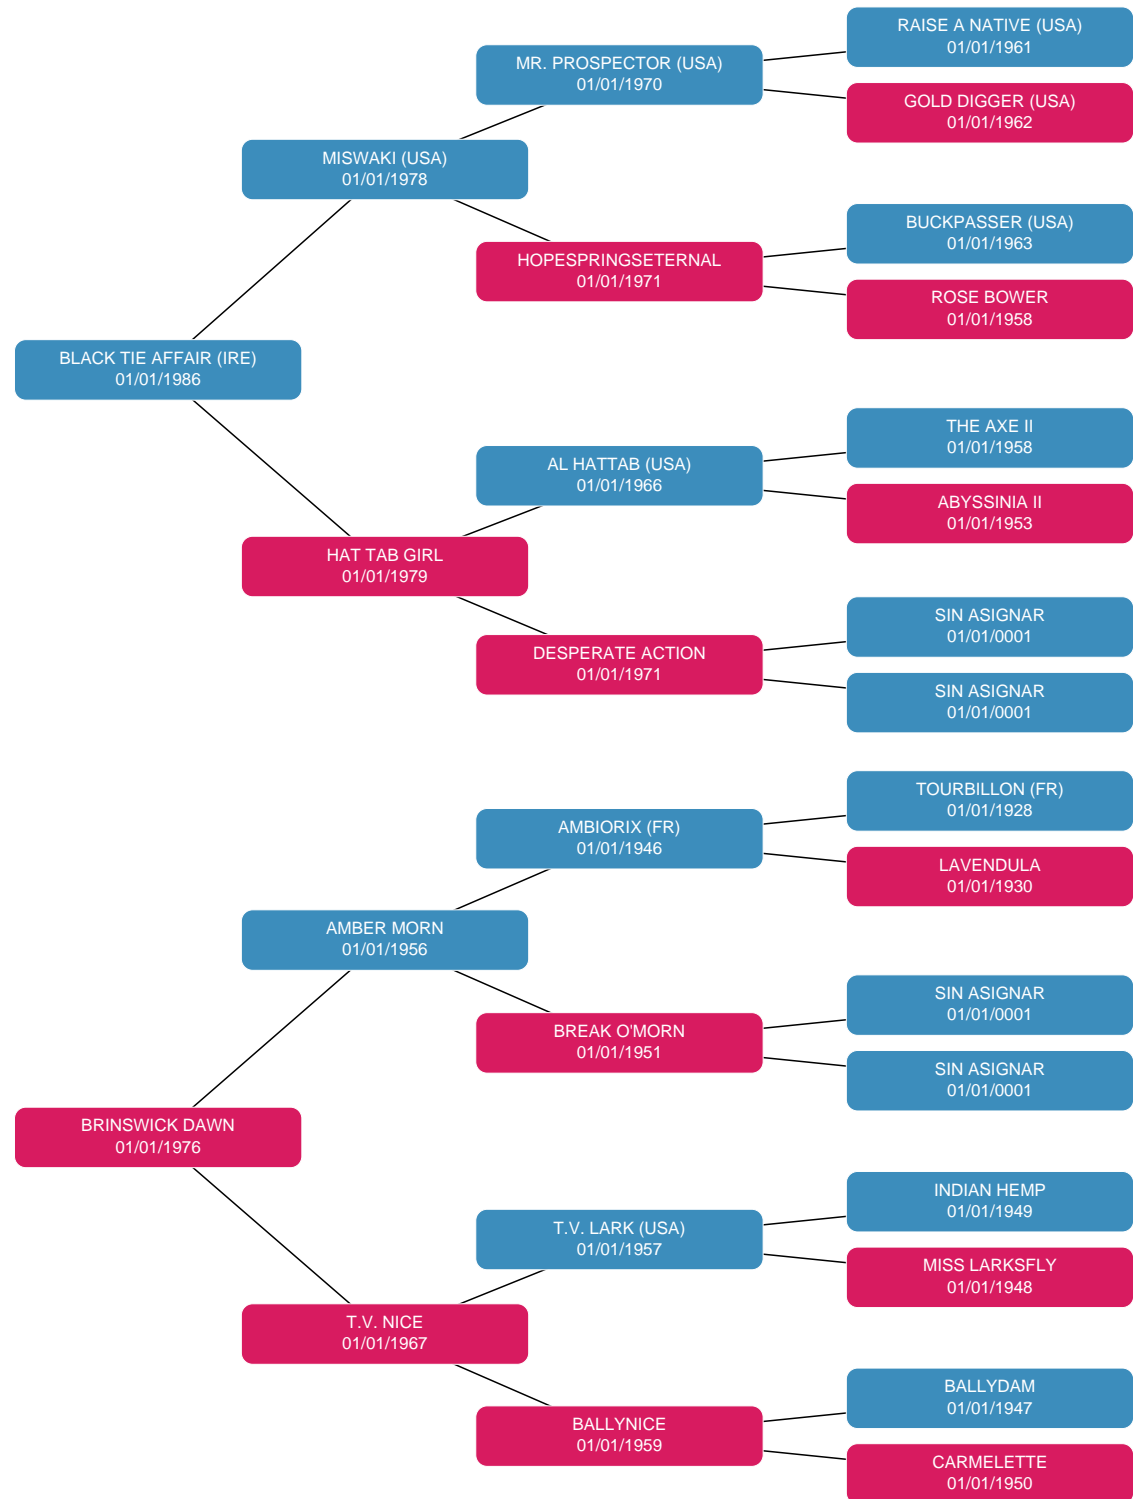 RAISE A NATIVE (USA)
01/01/1961
MR. PROSPECTOR (USA)
01/01/1970
GOLD DIGGER (USA)
01/01/1962
MISWAKI (USA)
01/01/1978
BUCKPASSER (USA)
01/01/1963
HOPESPRINGSETERNAL
01/01/1971
ROSE BOWER
01/01/1958
BLACK TIE AFFAIR (IRE)
01/01/1986
THE AXE II
01/01/1958
AL HATTAB (USA)
01/01/1966
ABYSSINIA II
01/01/1953
HAT TAB GIRL
01/01/1979
SIN ASIGNAR
01/01/0001
DESPERATE ACTION
01/01/1971
SIN ASIGNAR
01/01/0001
TOURBILLON (FR)
01/01/1928
AMBIORIX (FR)
01/01/1946
LAVENDULA
01/01/1930
AMBER MORN
01/01/1956
SIN ASIGNAR
01/01/0001
BREAK O'MORN
01/01/1951
SIN ASIGNAR
01/01/0001
BRINSWICK DAWN
01/01/1976
INDIAN HEMP
01/01/1949
T.V. LARK (USA)
01/01/1957
MISS LARKSFLY
01/01/1948
T.V. NICE
01/01/1967
BALLYDAM
01/01/1947
BALLYNICE
01/01/1959
CARMELETTE
01/01/1950